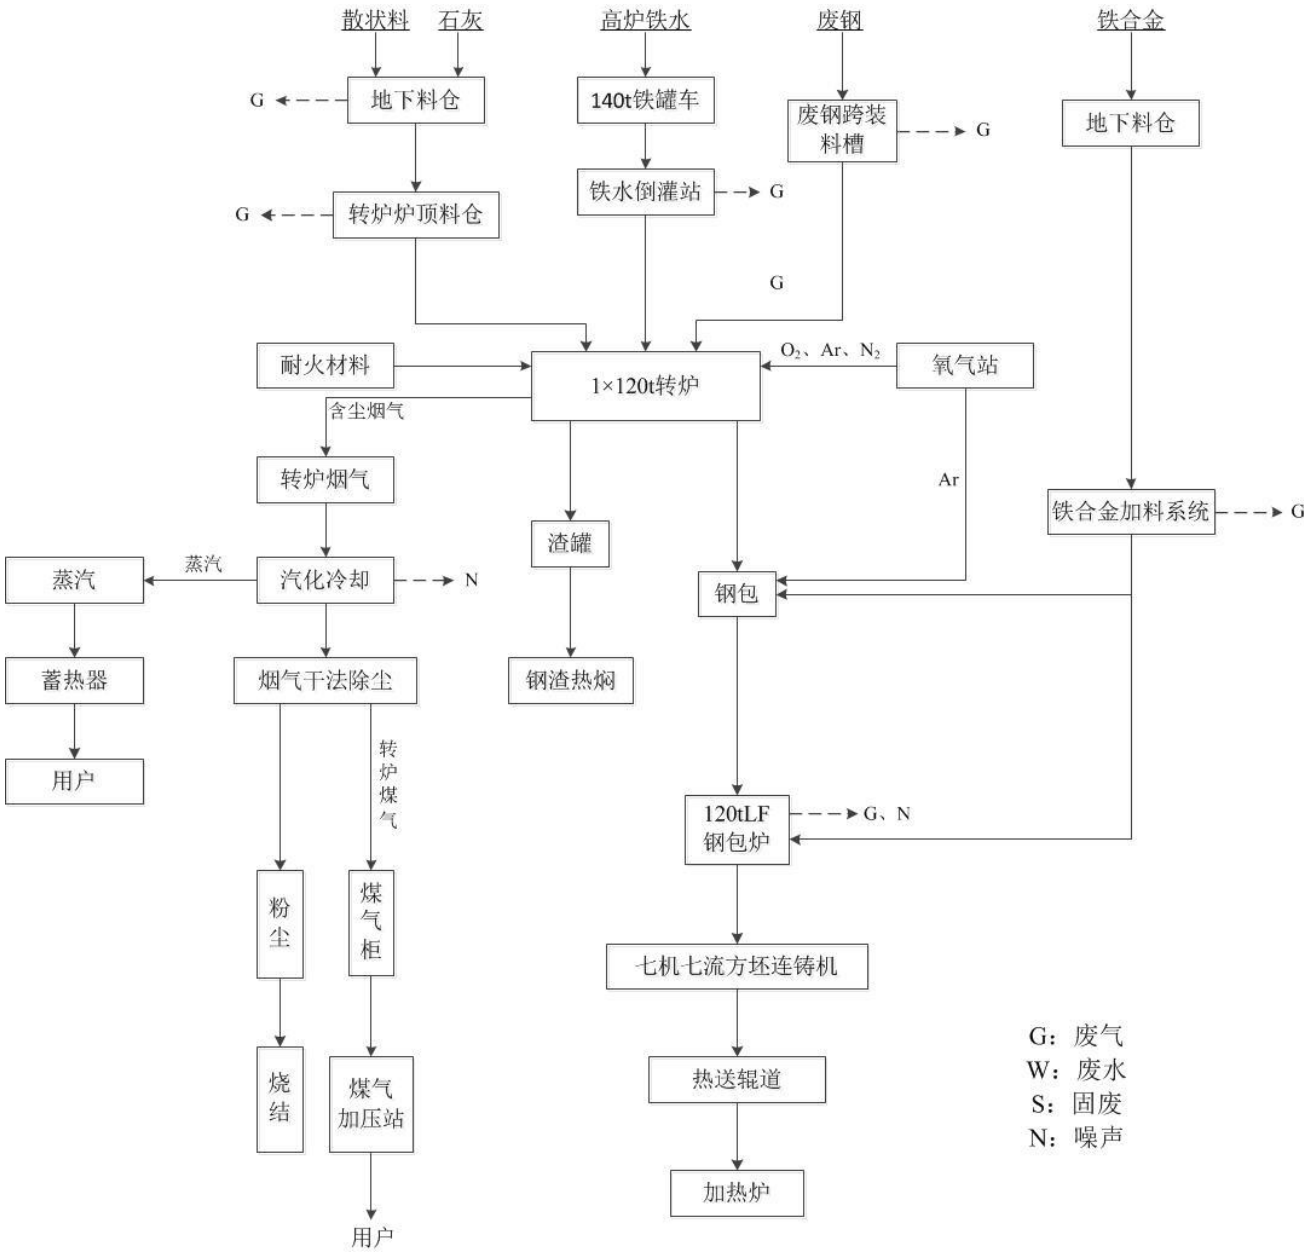 散状料
石灰
高炉铁水
废钢
铁合金
G
地下料仓
140t铁罐车
废钢跨装
料槽
G
地下料仓
G
转炉炉顶料仓
铁水倒灌站
G
G
耐火材料
1×120t转炉
O₂、Ar、N₂
氧气站
含尘烟气
转炉烟气
Ar
渣罐
铁合金加料系统
G
蒸汽
蒸汽
汽化冷却
N
钢包
蓄热器
烟气干法除尘
钢渣热焖
用户
转
炉
煤
气
120tLF
钢包炉
G、N
粉
尘
煤
气
柜
七机七流方坯连铸机
烧
结
煤气
加压站
热送辊道
加热炉
用户
G：废气
W：废水
S：固废
N：噪声